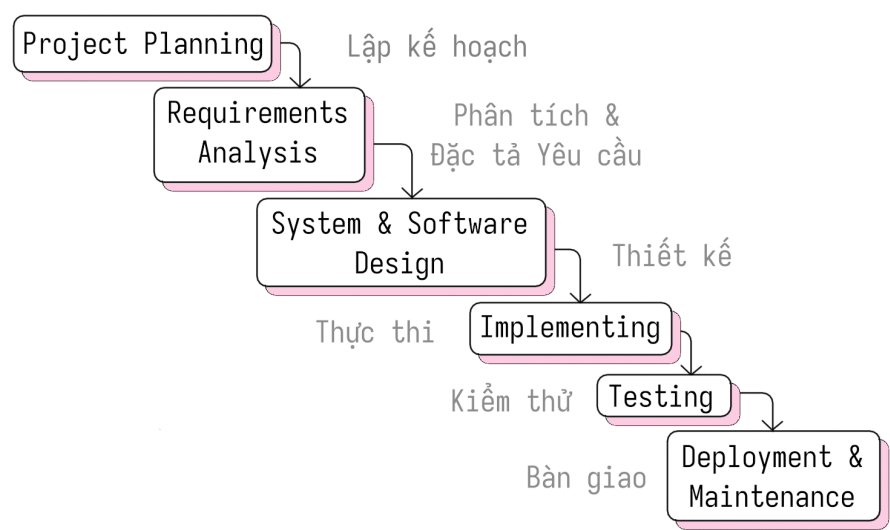 Project Planning
Lập kế hoạch
Requirements
Analysis
Phân tích &
Đặc tả Yêu cầu
System & Software
Design
Thiết kế
Thực thi
Implementing
Kiểm thử
Testing
Bàn giao
Deployment &
Maintenance